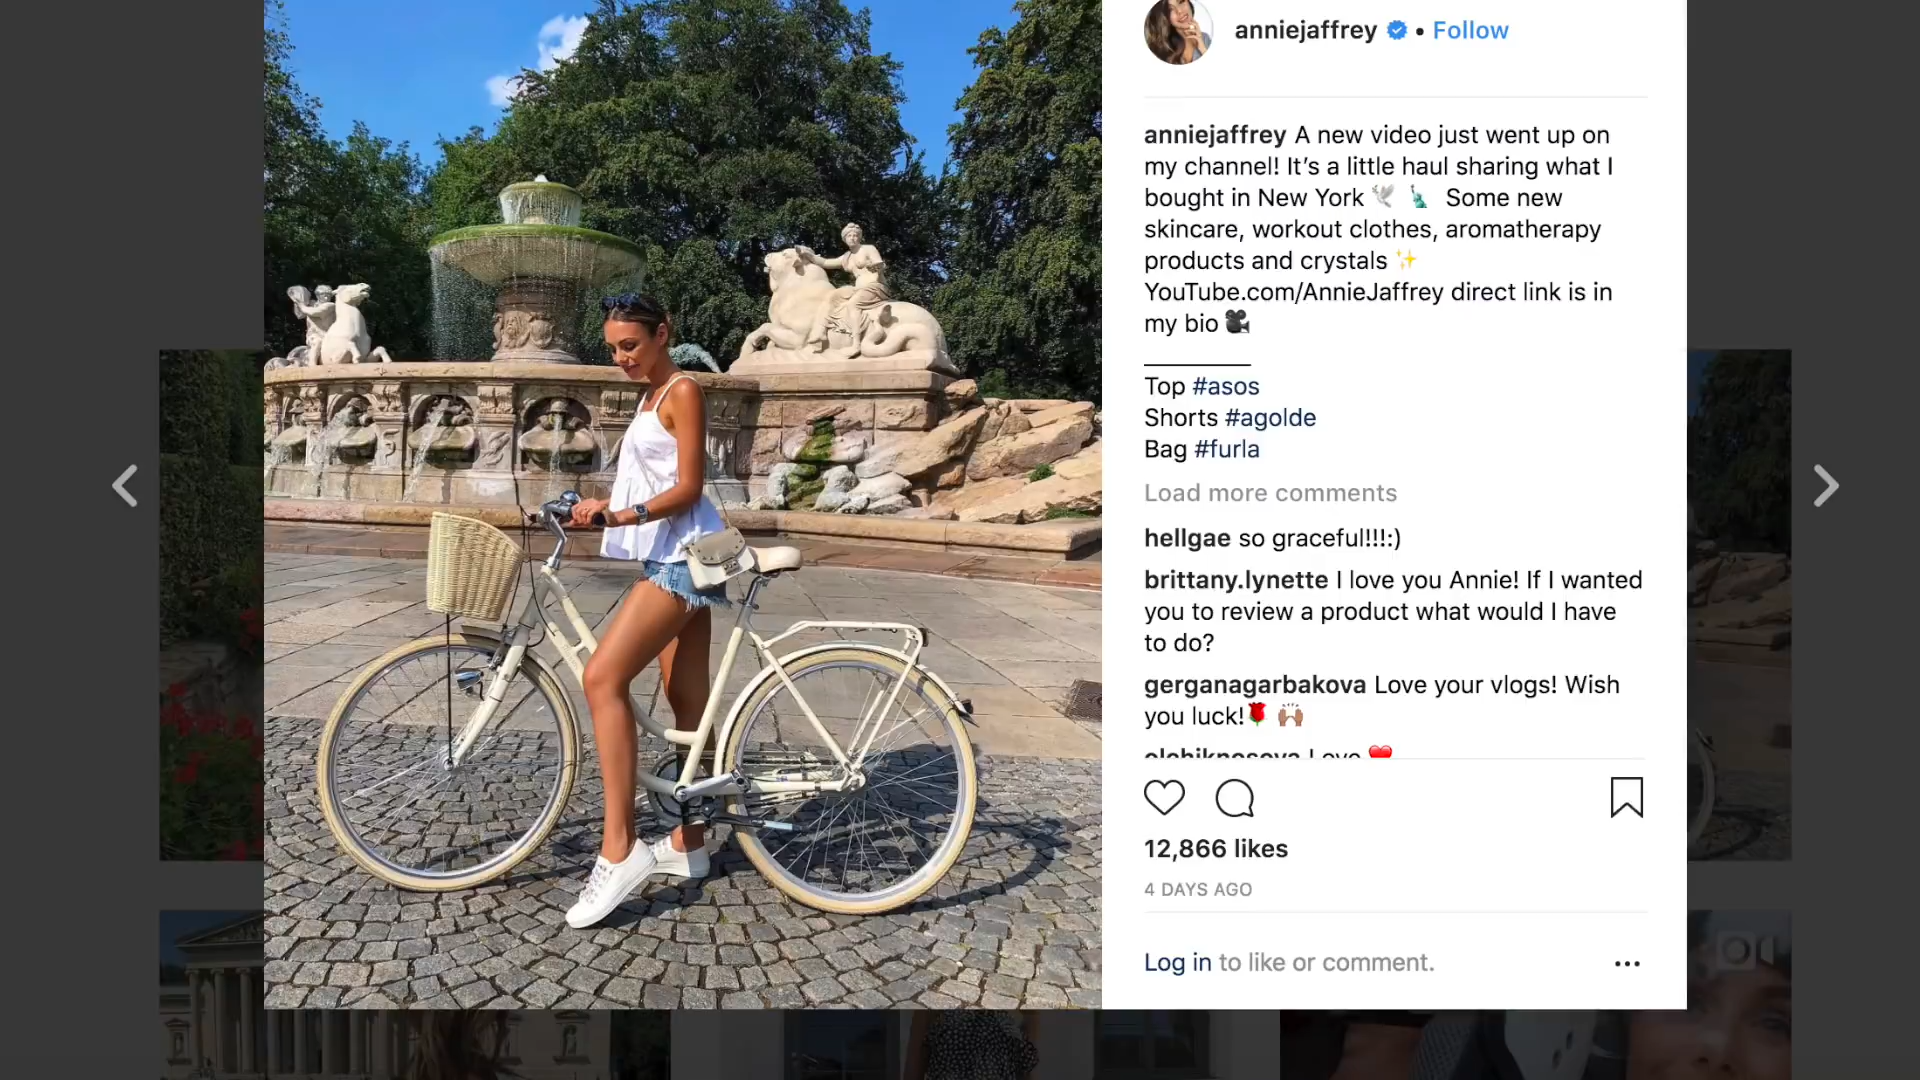 anniejaffrey • Follow
anniejaffrey A new video just went up on
my channel! It’s a little haul sharing what I
bought in New York 🕊 🗽 Some new
skincare, workout clothes, aromatherapy
products and crystals ✨
YouTube.com/AnnieJaffrey direct link is in
my bio 🎥
________
Top #asos
Shorts #agolde
Bag #furla
Load more comments
hellgae so graceful!!!:)
brittany.lynette I love you Annie! If I wanted
you to review a product what would I have
to do?
gerganagarbakova Love your vlogs! Wish
you luck!🌹 🙌🏽
Love ❤️
12,866 likes
4 DAYS AGO
Log in to like or comment.